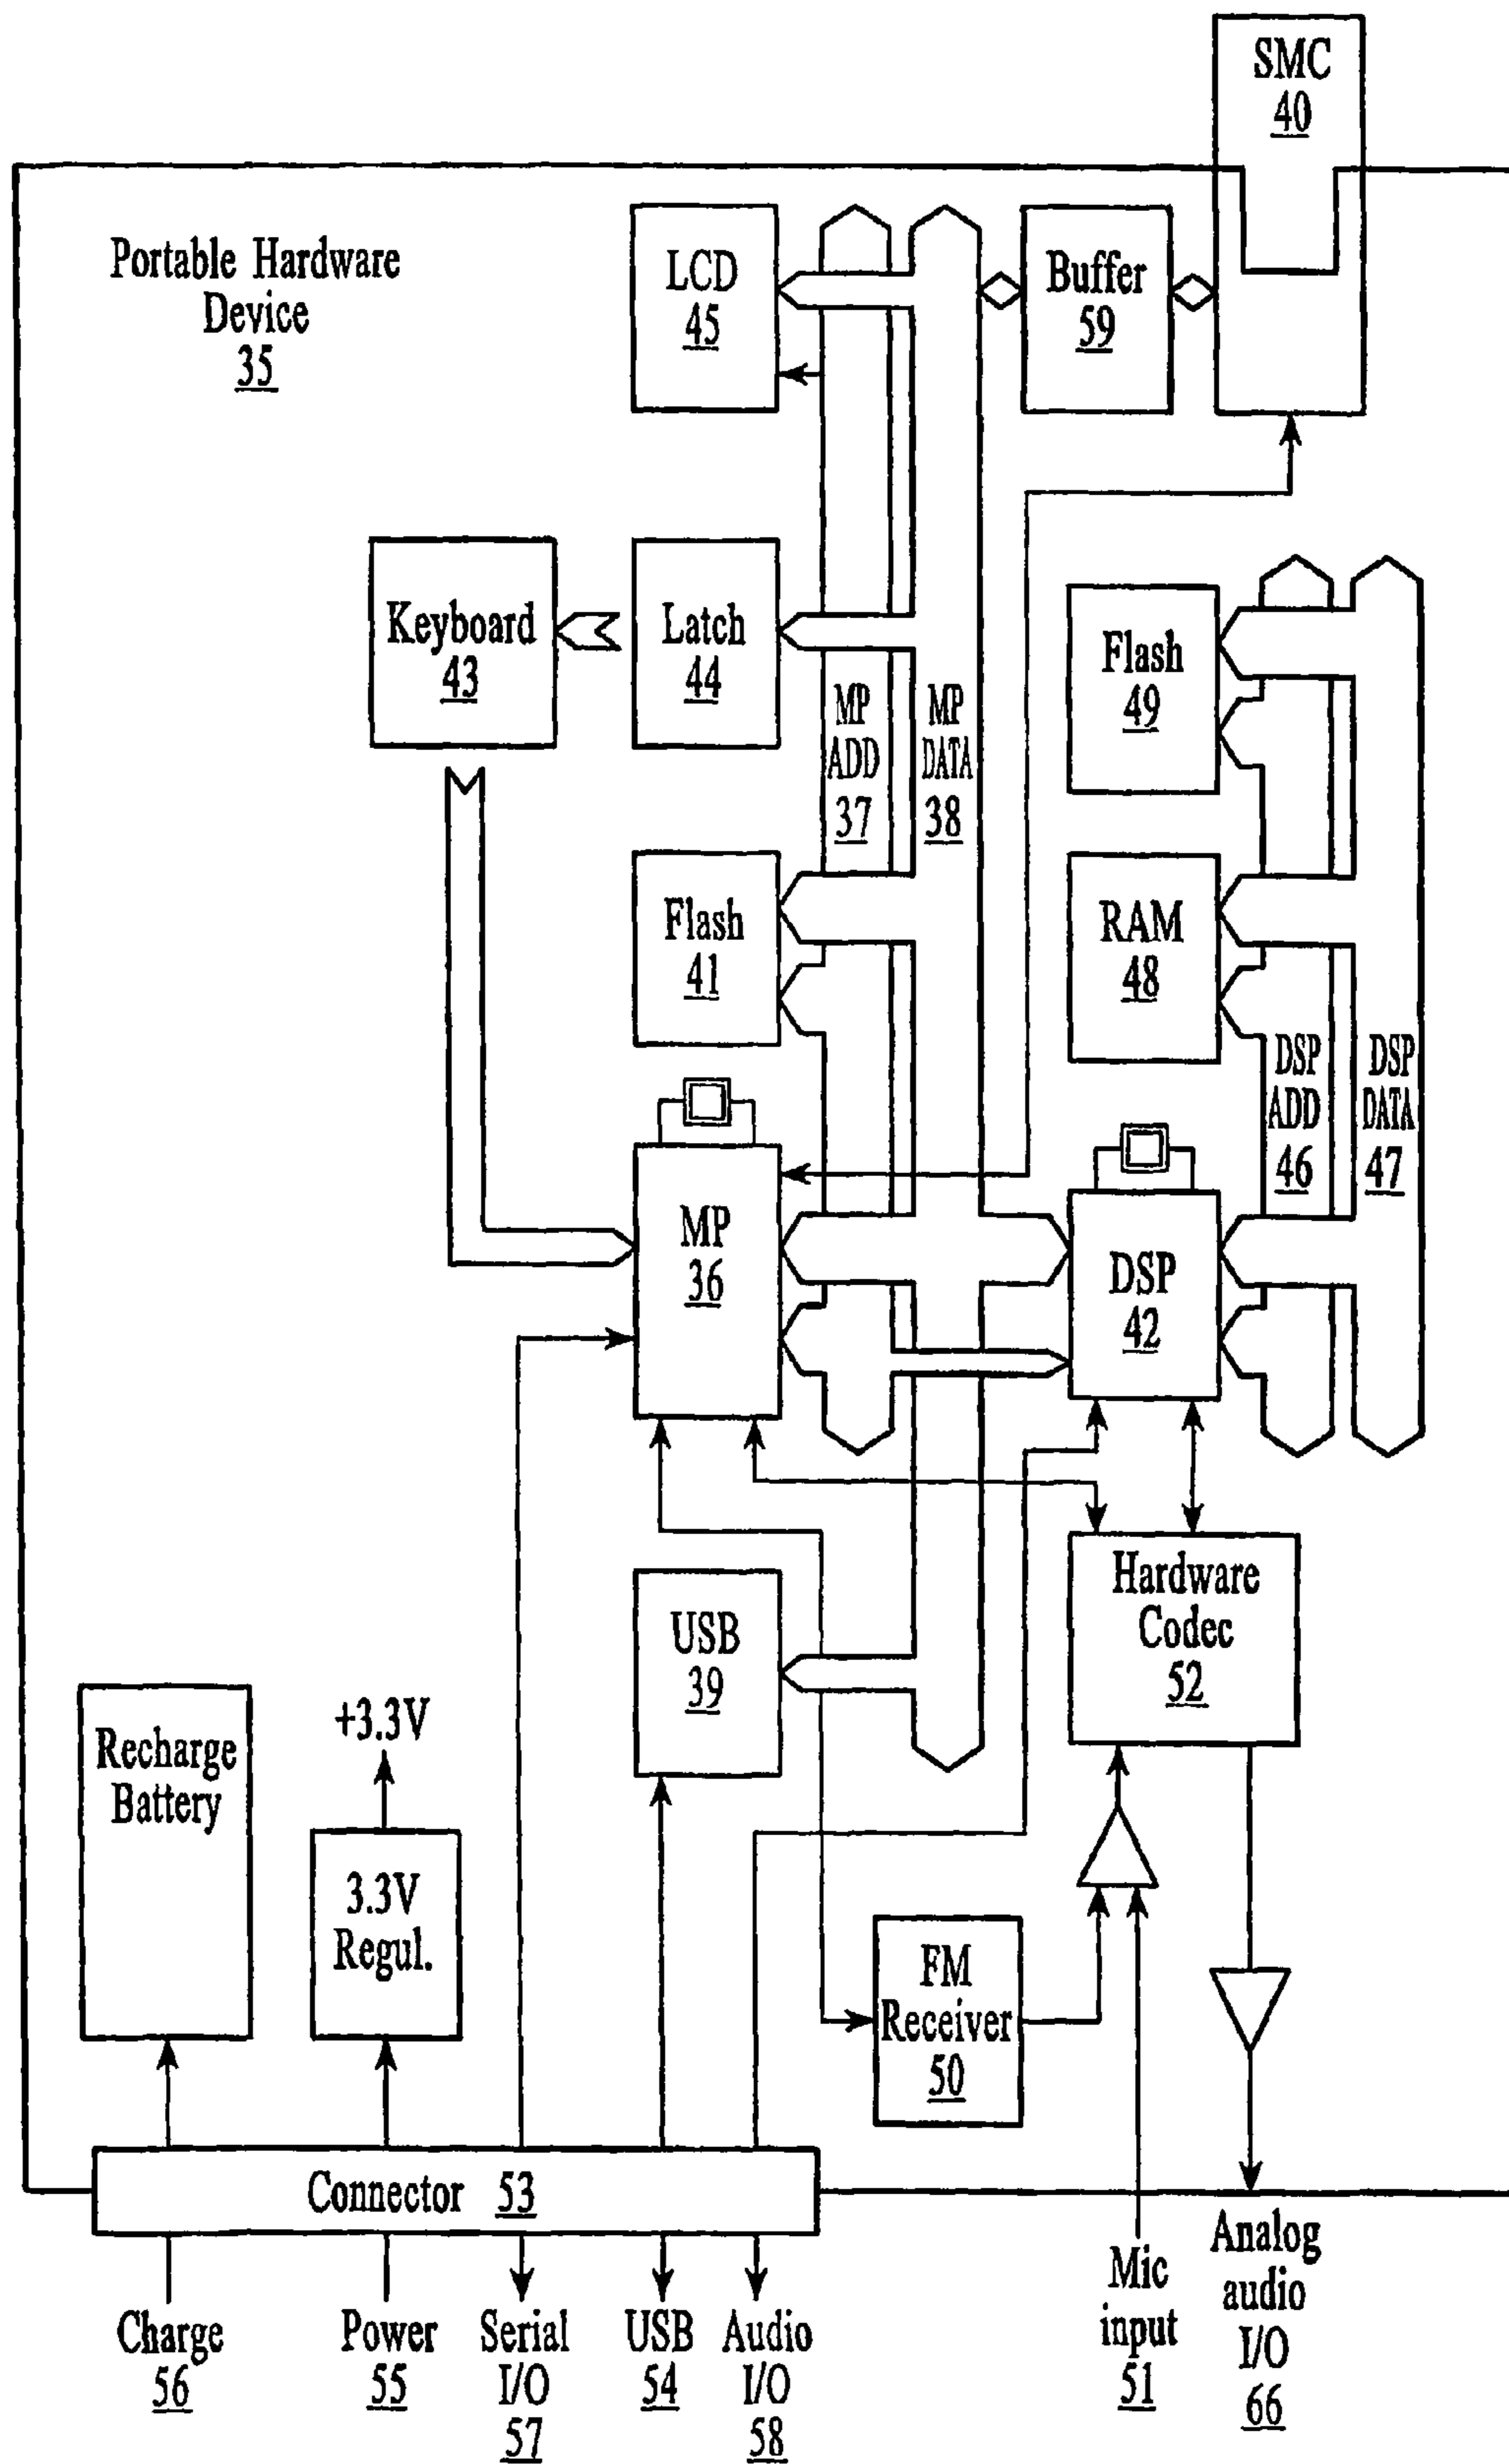 SMC
40
Portable Hardware
Device
35
LCD
45
Buffer
59
Keyboard
43
Latch
44
MP
ADD
37
MP
DATA
38
Flash
49
Flash
41
RAM
48
DSP
ADD
46
DSP
DATA
47
MP
36
DSP
42
Hardware
Codec
52
USB
39
Recharge
Battery
+3.3V
3.3V
Regul.
FM
Receiver
50
Connector 53
Charge
56
Power
55
Serial
I/O
57
USB
54
Audio
I/O
58
Mic
input
51
Analog
audio
I/O
66